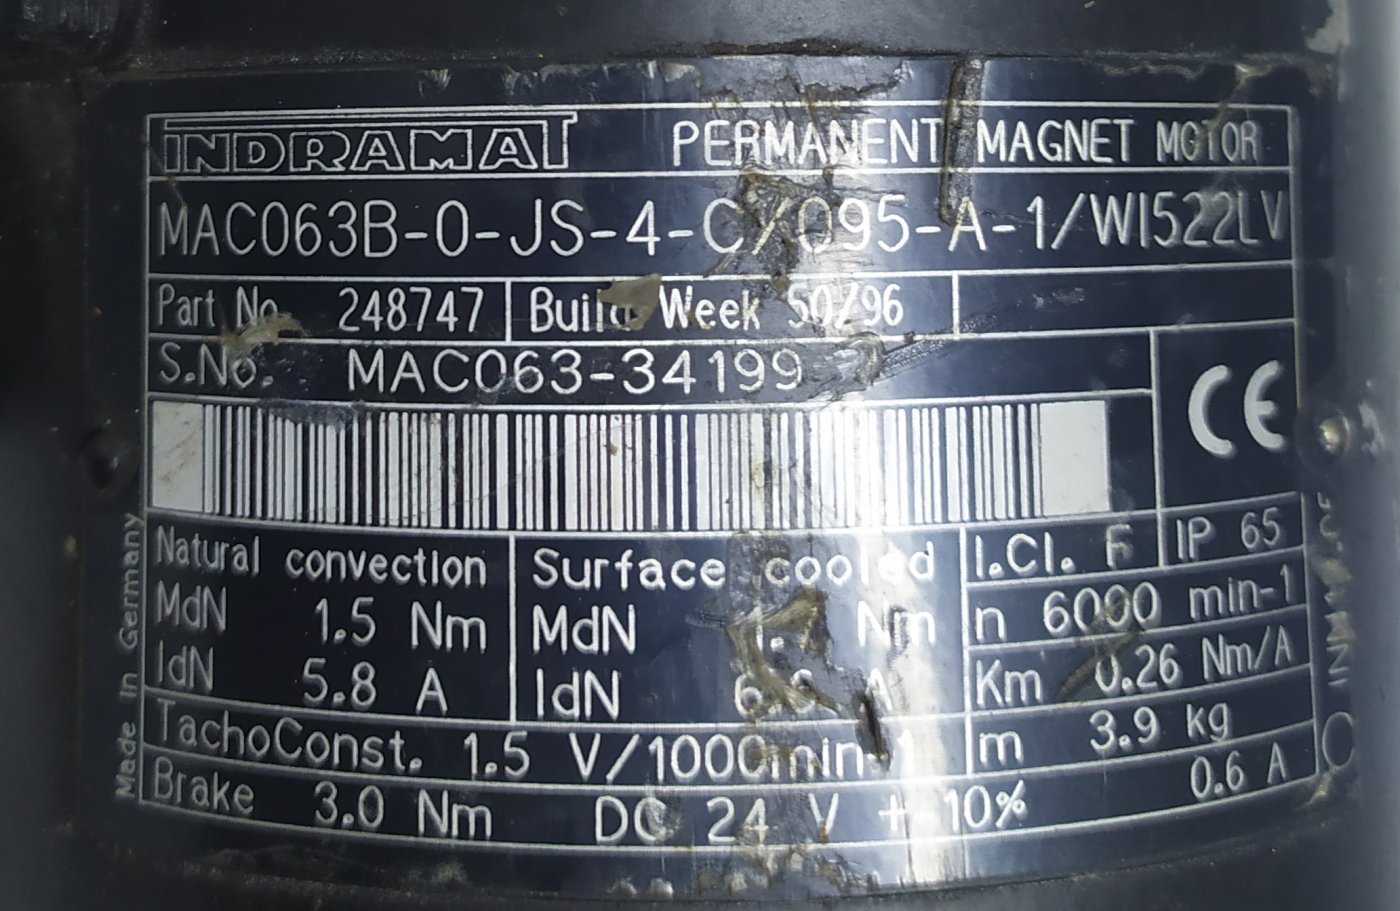 INDRAMAT PERMANENT MAGNET MOTOR
MAC063B-0-JS-4-C/095-A-1/WI522LV
Part No. 248747 Build Week 50/96
S.No. MAC063-34199
CE
Natural convection Surface cooled I.Cl. F IP 65
MdN 1.5 Nm MdN Nm n 6000 min-1
IdN 5.8 A IdN A Km 0.26 Nm/A
TachoConst. 1.5 V/1000min-1 m 3.9 kg
Brake 3.0 Nm DC 24 V +-10% 0.6 A
Made in Germany